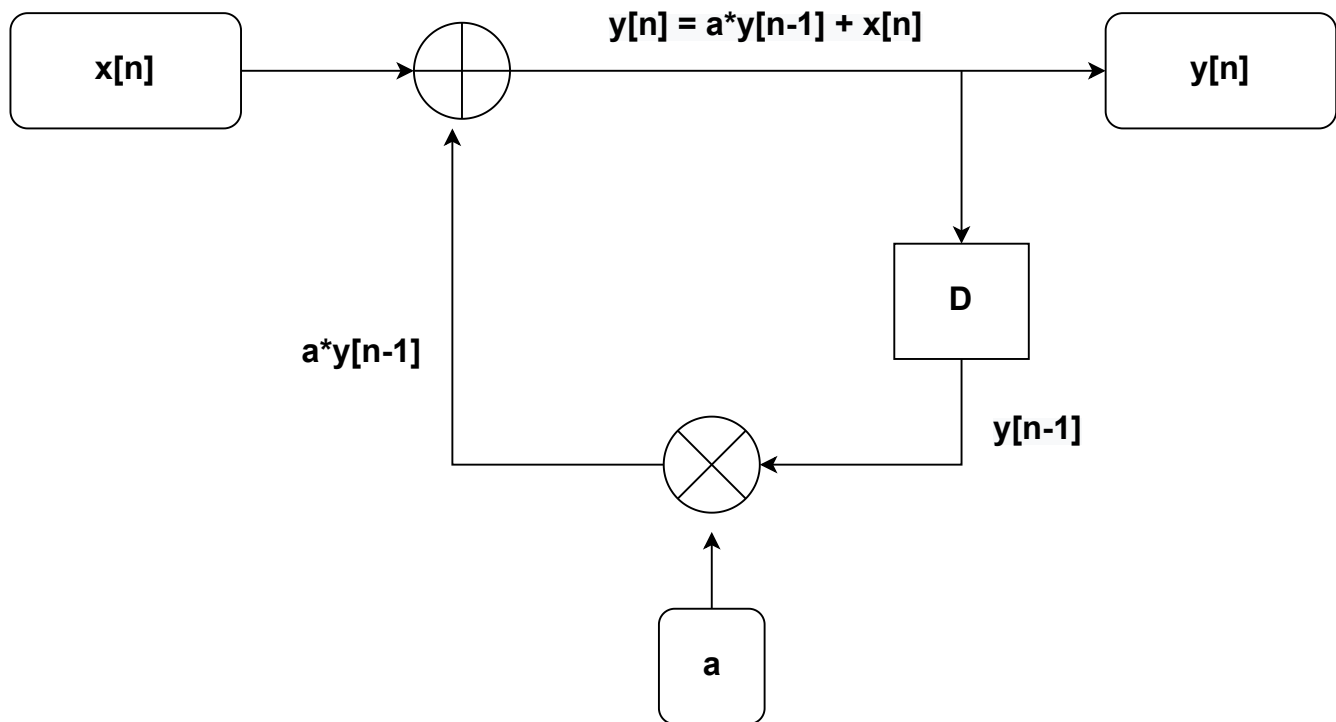 y[n] = a*y[n-1] + x[n]
x[n]
y[n]
D
a*y[n-1]
y[n-1]
a